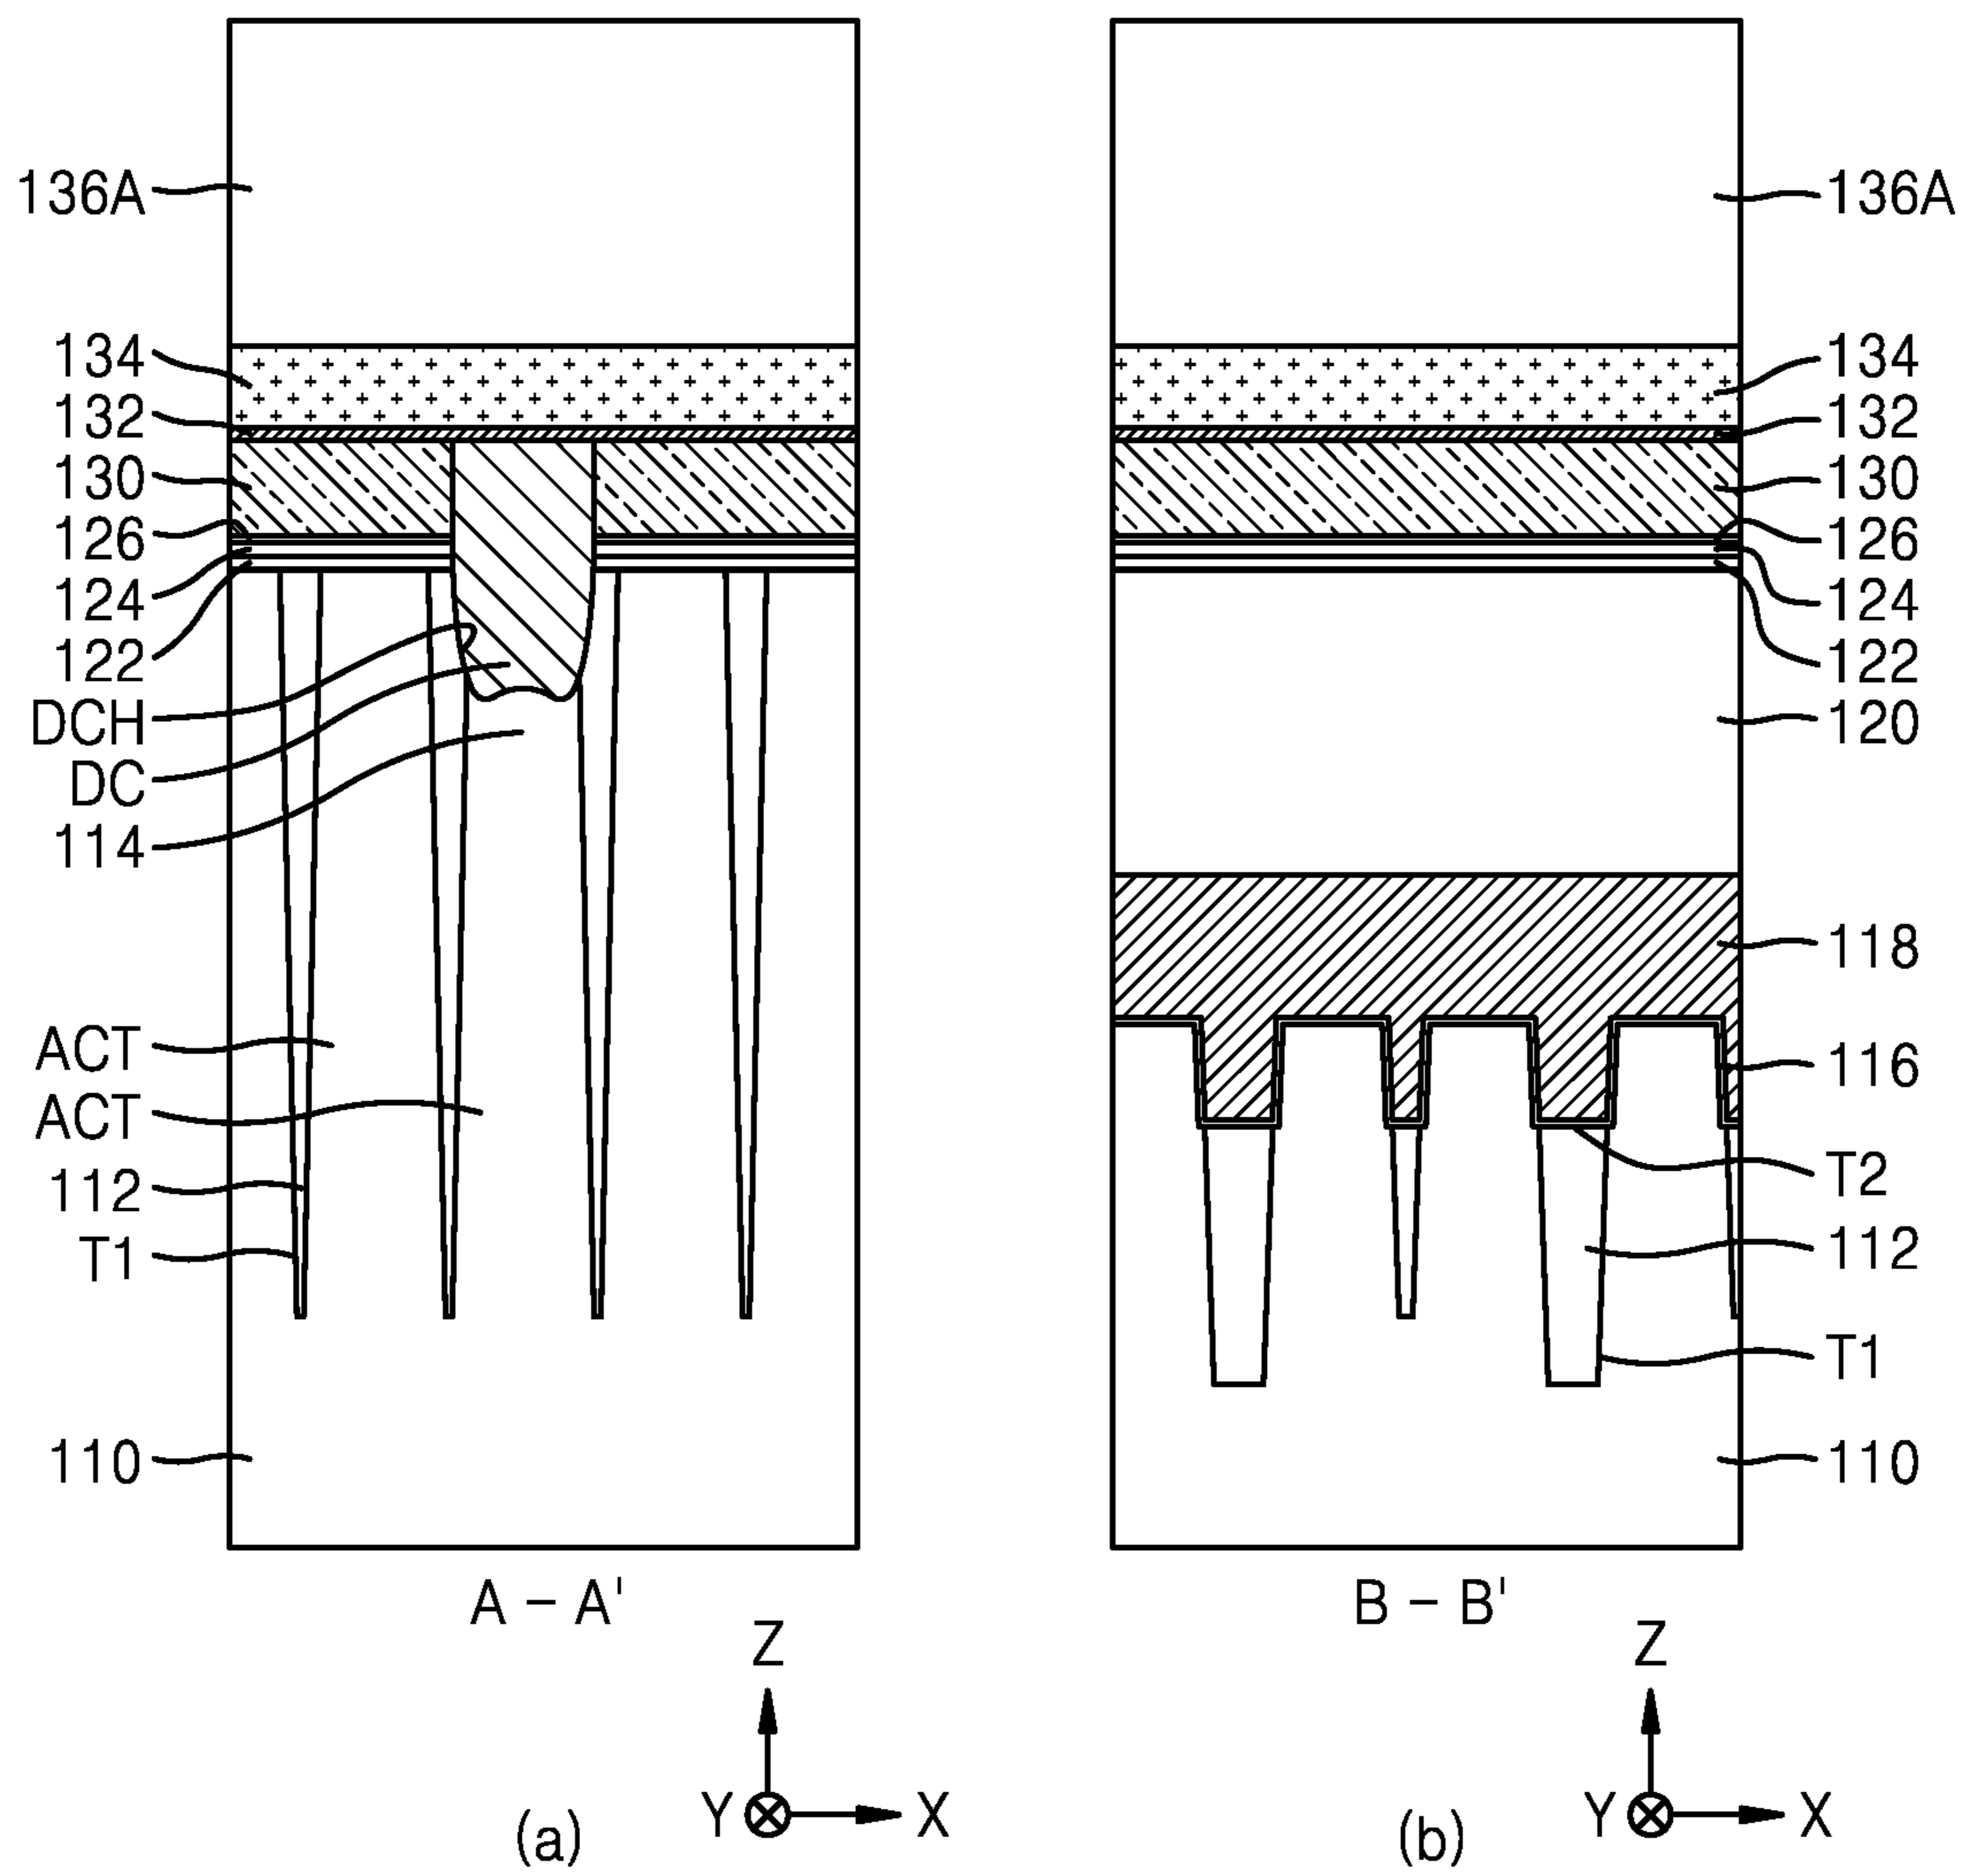 136A
134
132
130
126
124
122
DCH
DC
114
ACT
ACT
112
T1
110
A - A'
Z
Y
X
(a)
136A
134
132
130
126
124
122
120
118
116
T2
112
T1
110
B - B'
Z
Y
X
(b)